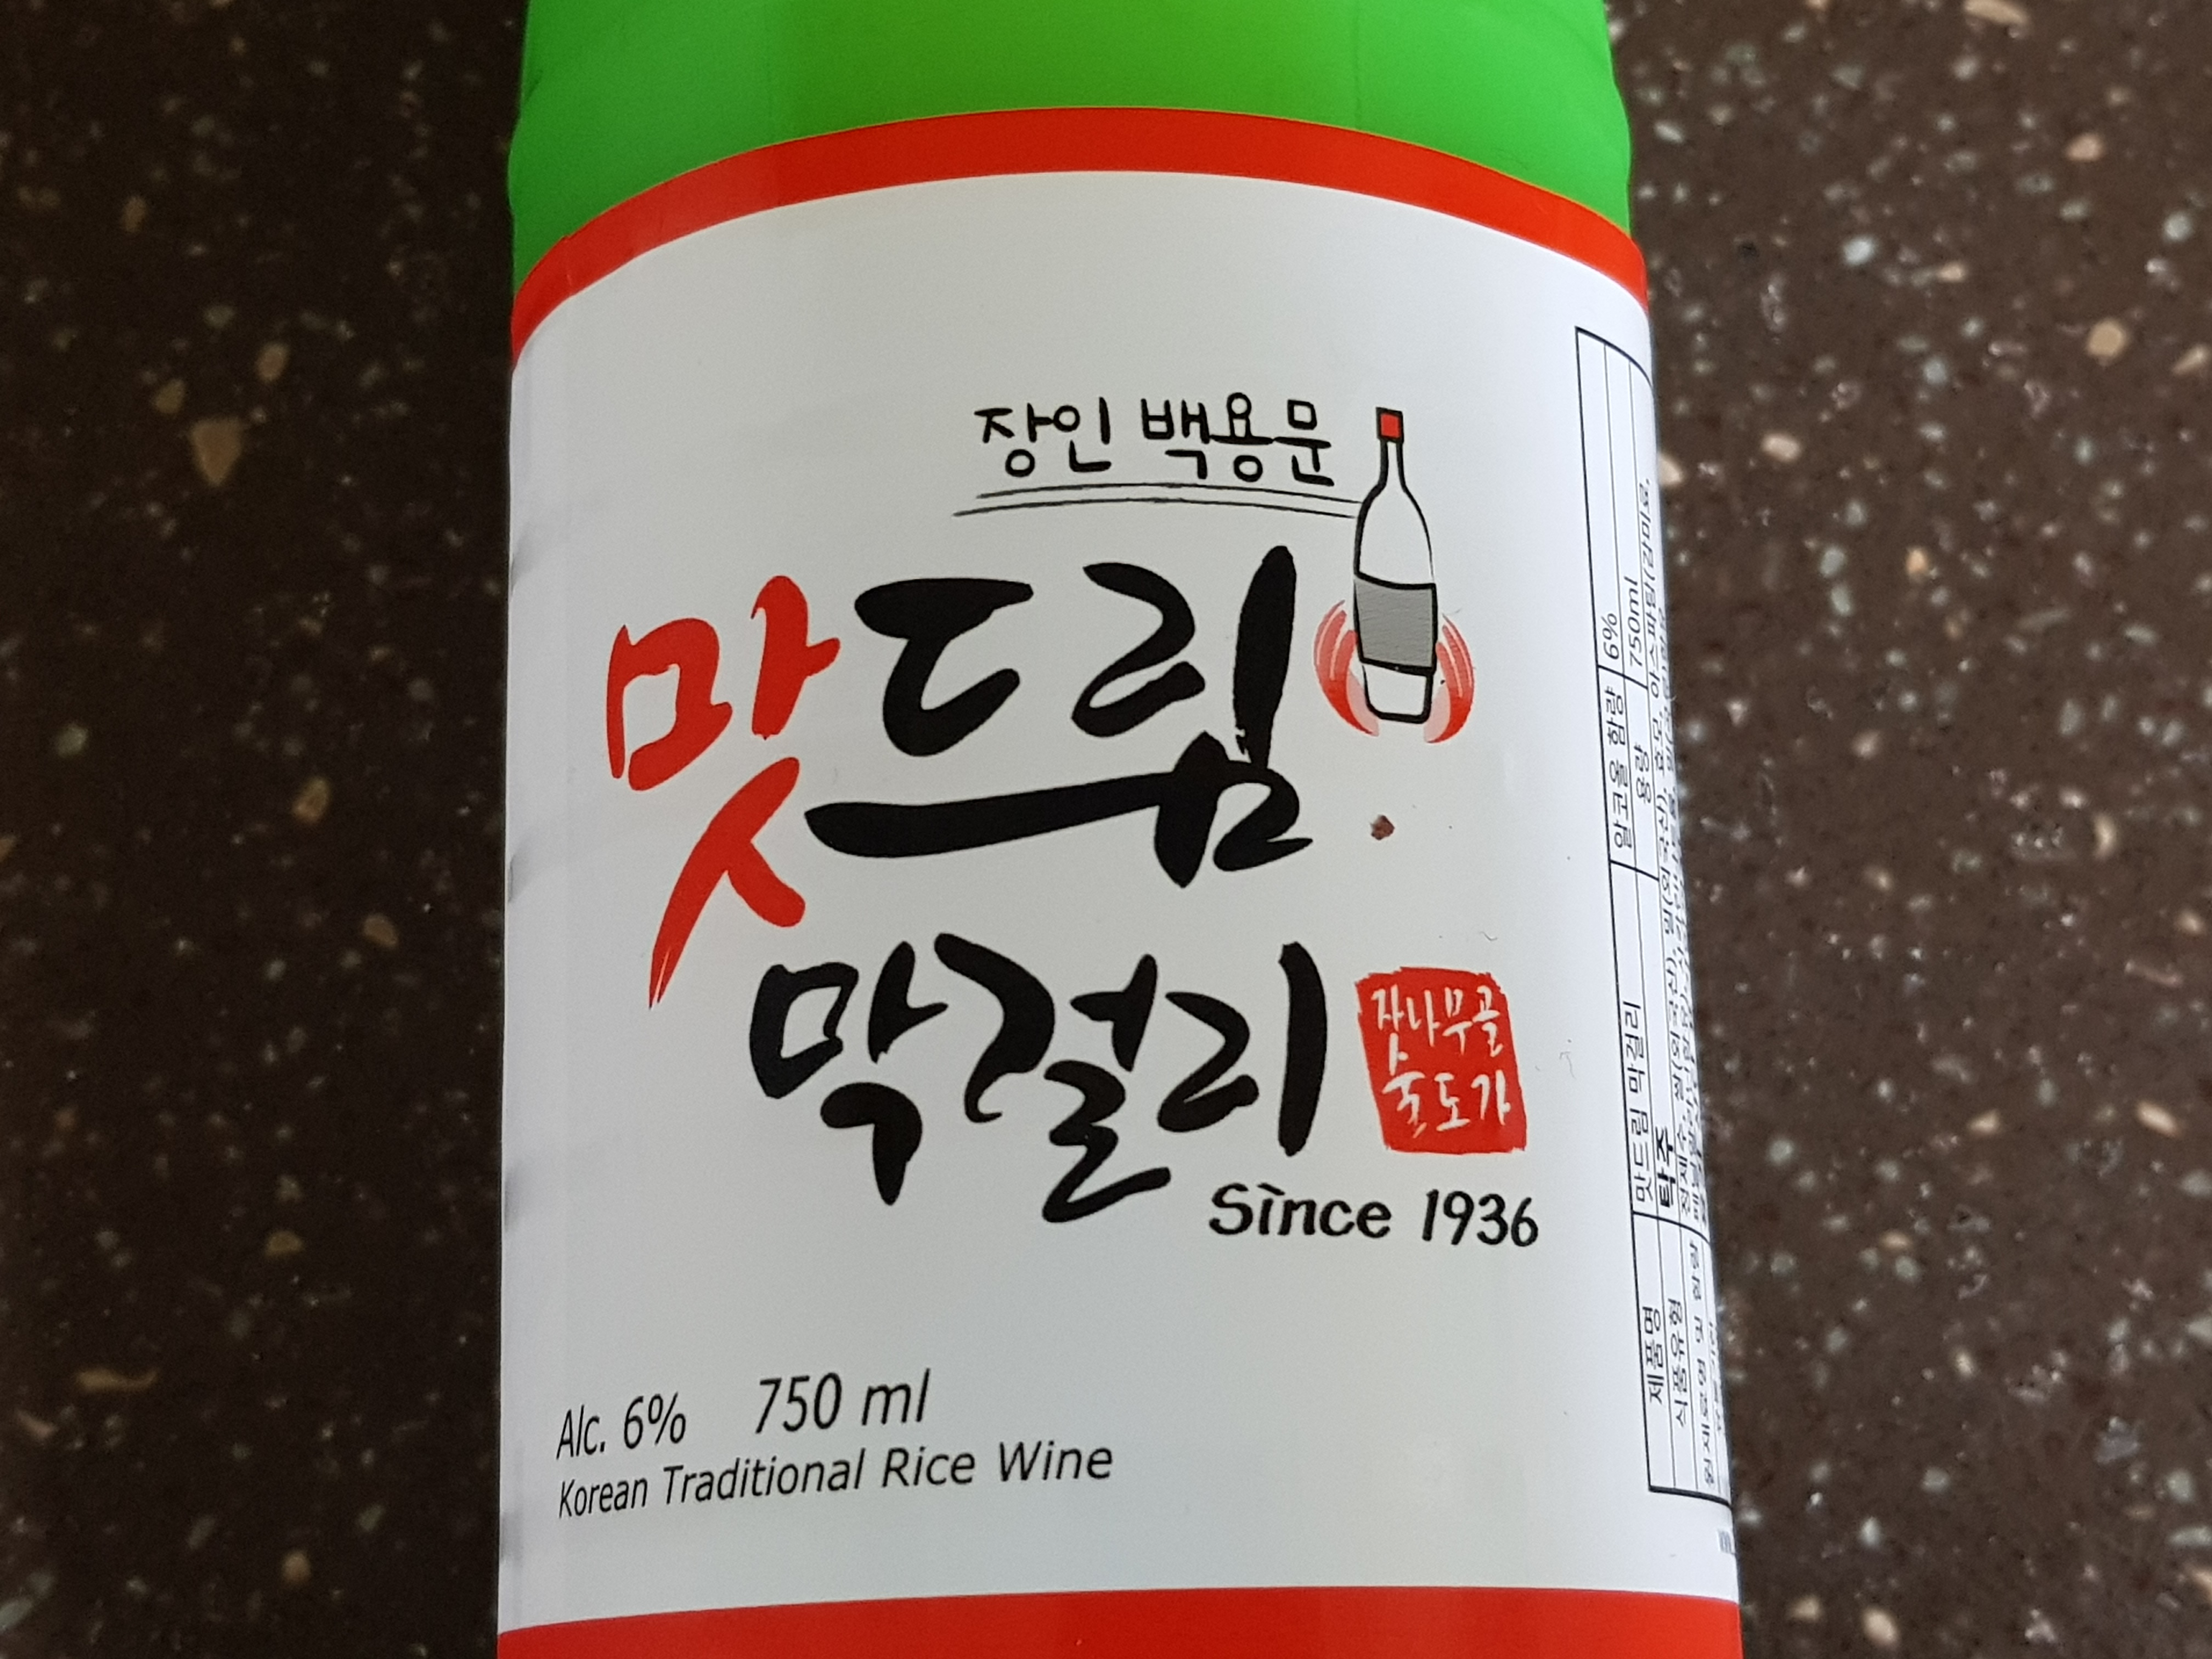 장인 백용문
맛드림
막걸리
잣나무골
술도가
Since 1936
Alc. 6% 750 ml
Korean Traditional Rice Wine
제품명 맛드림 막걸리 알코올 함량 6%
식품유형 탁주 용량 750ml